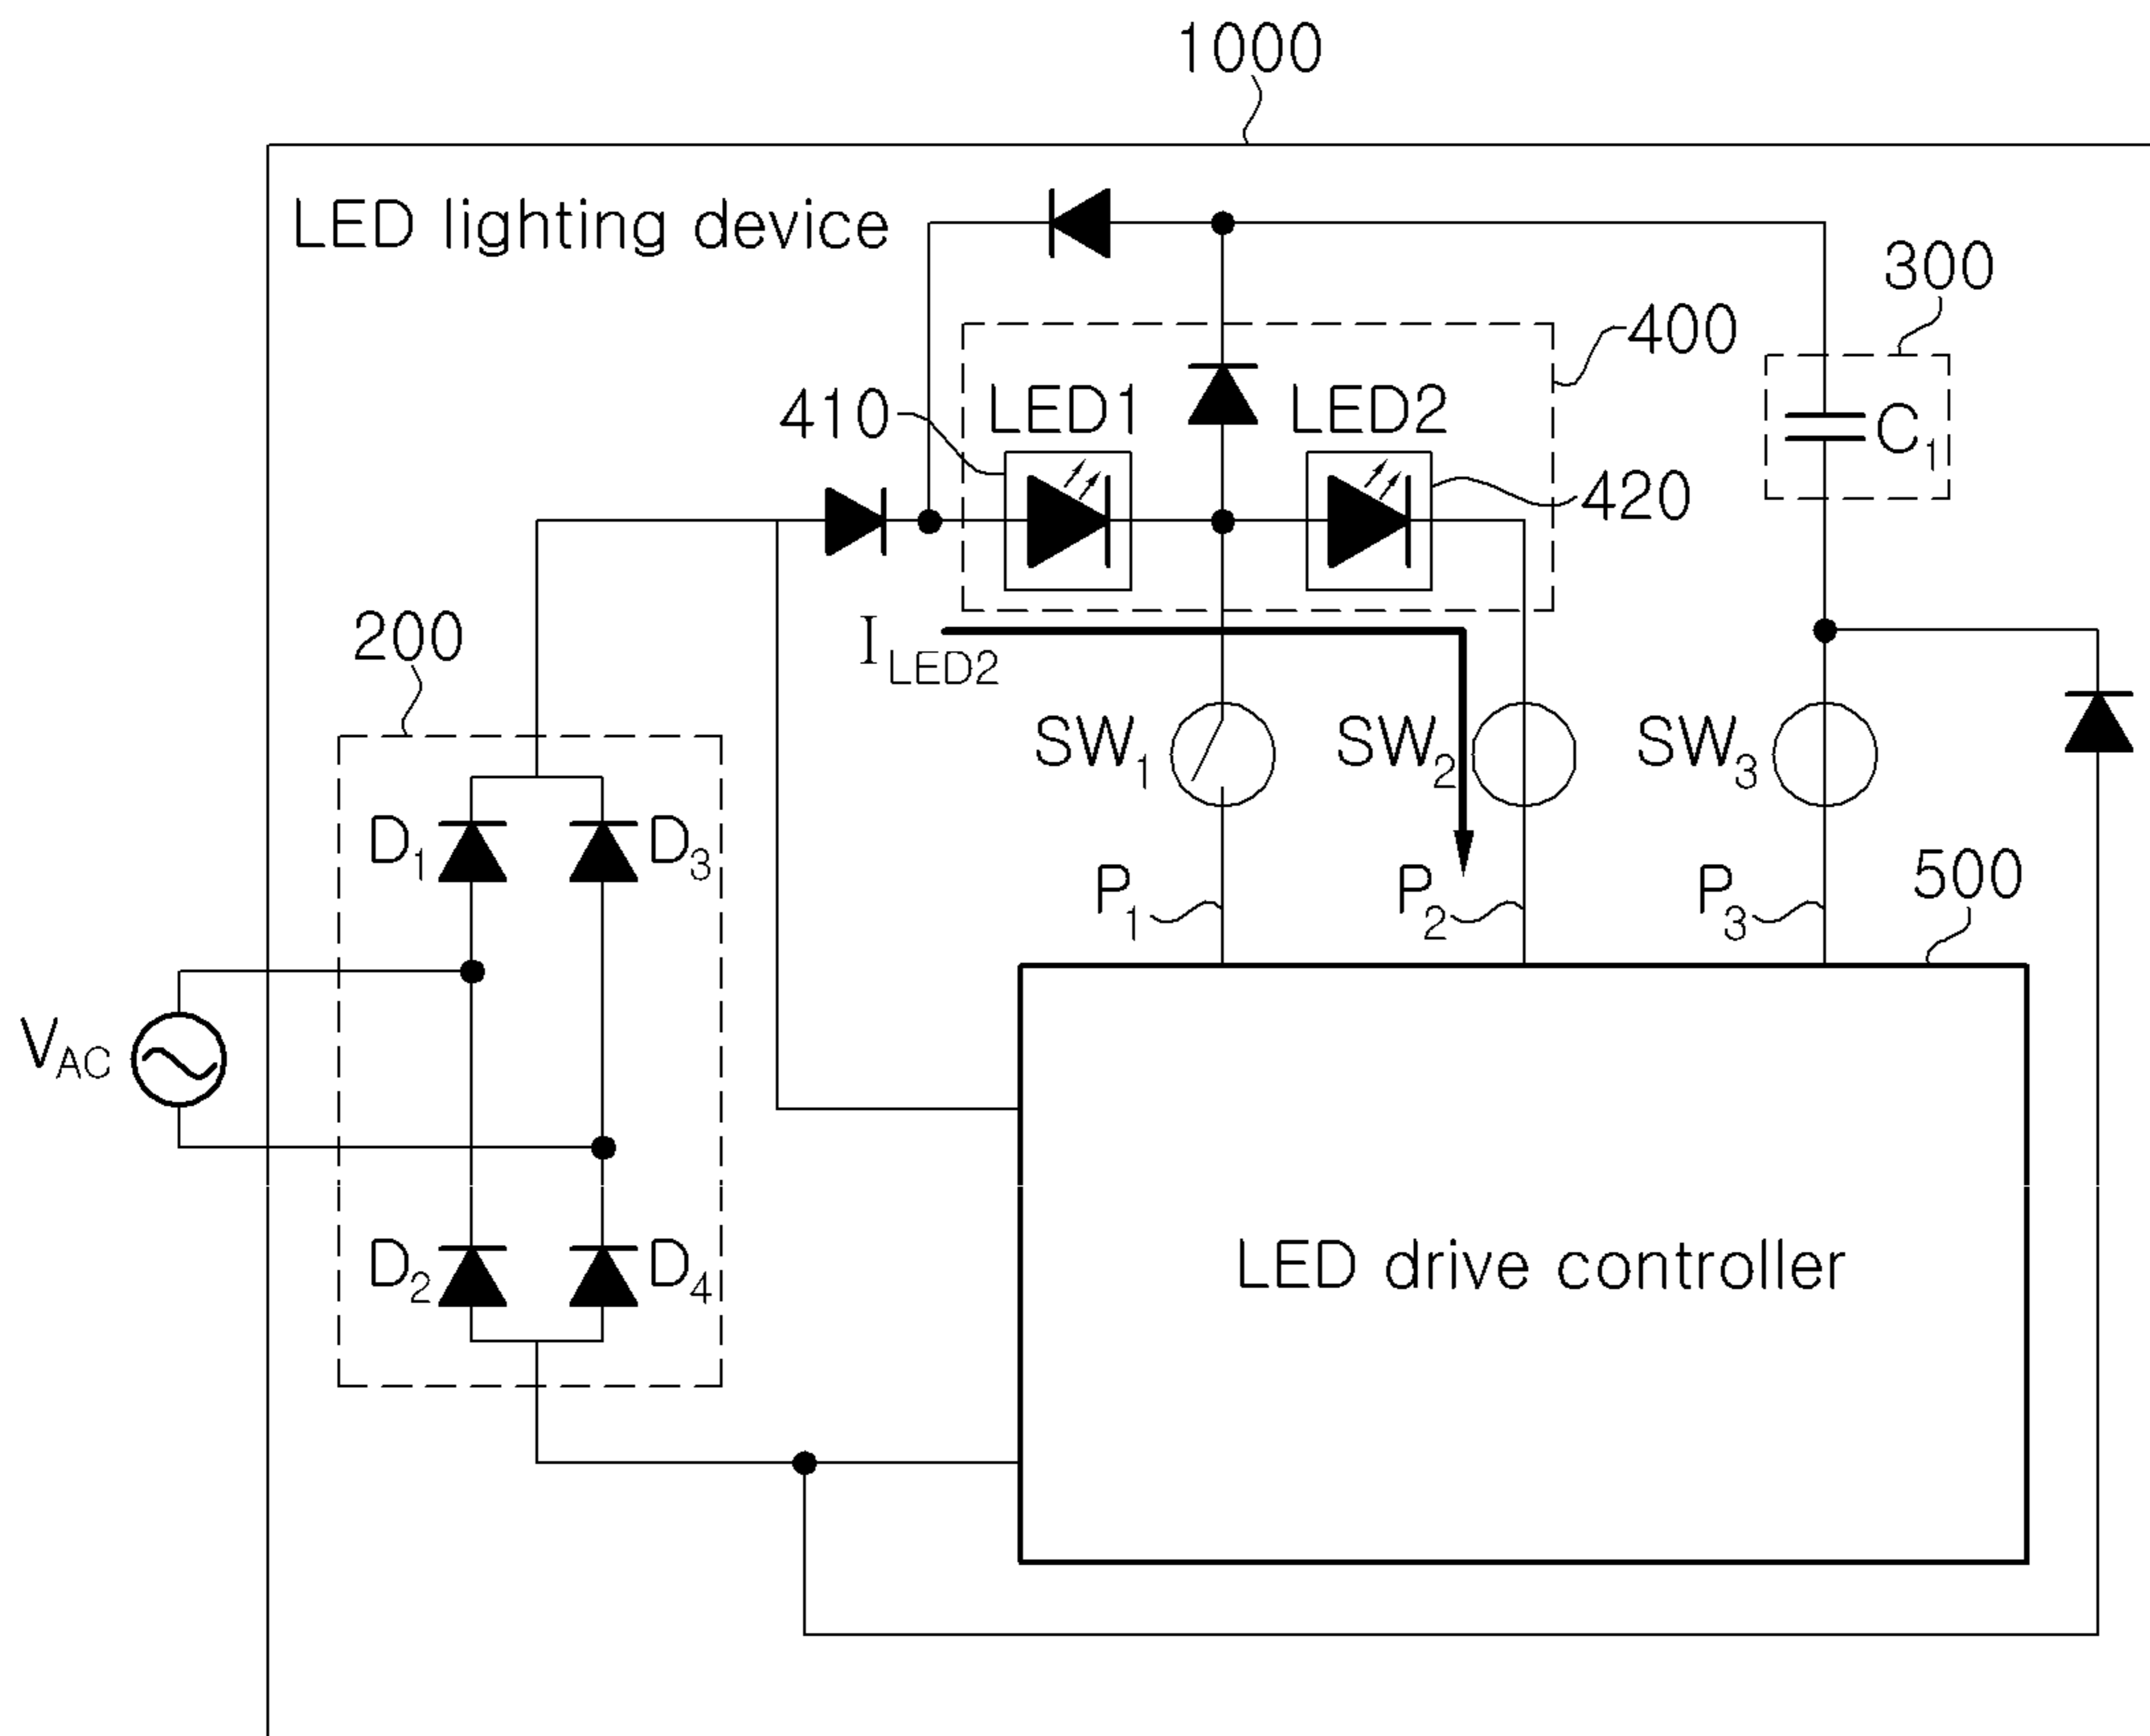 1000
LED lighting device
300
400
410
LED1
LED2
C1
420
200
ILED2
SW1
SW2
SW3
D1
D3
P1
P2
P3
500
VAC
D2
D4
LED drive controller